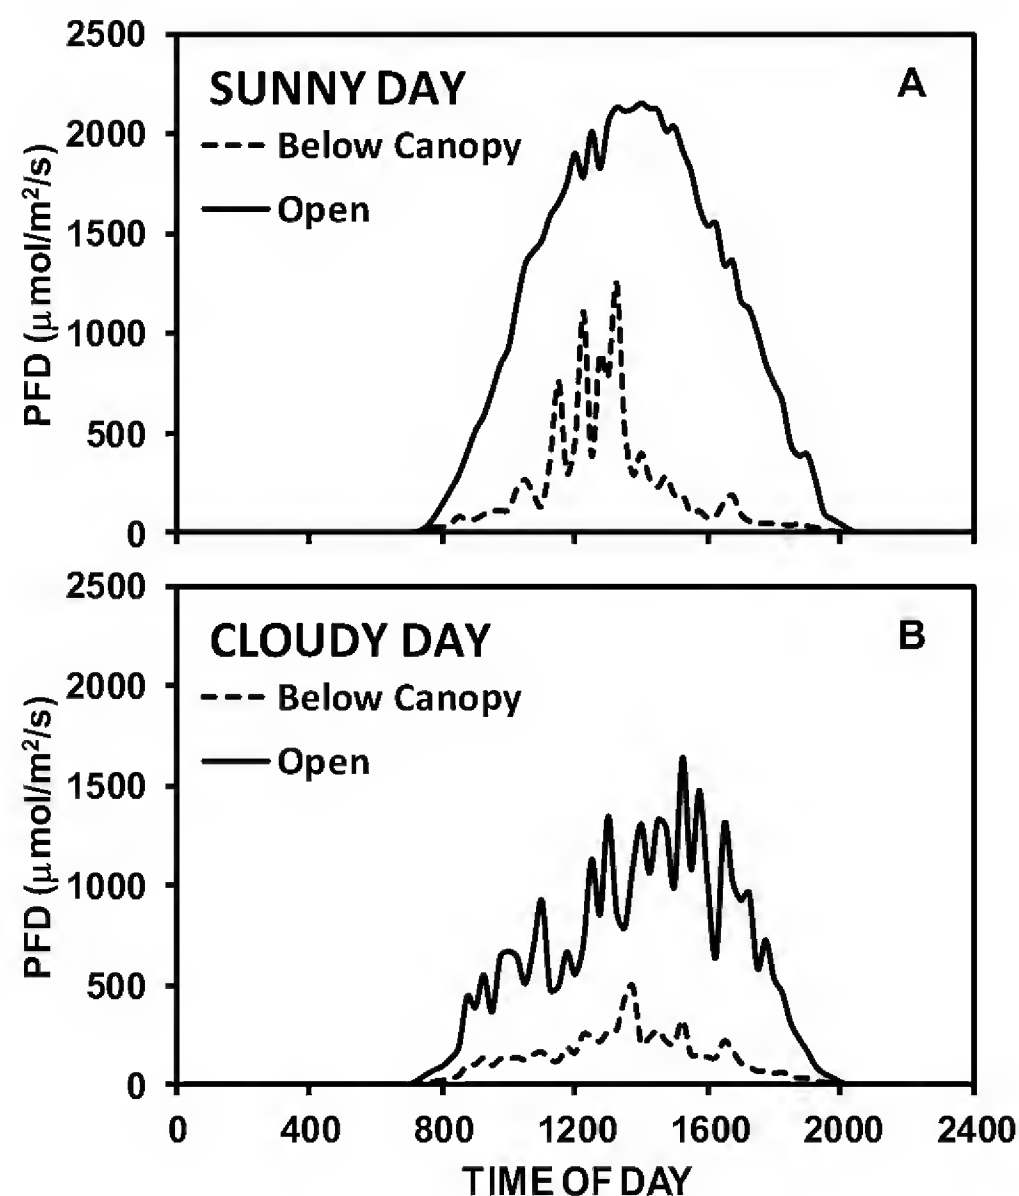 2500
SUNNY DAY
A
Below Canopy
2000
Open
1500
PFD (μmol/m²/s)
1000
500
0
2500
CLOUDY DAY
B
Below Canopy
2000
Open
1500
PFD (μmol/m²/s)
1000
500
0
0 400 800 1200 1600 2000 2400
TIME OF DAY